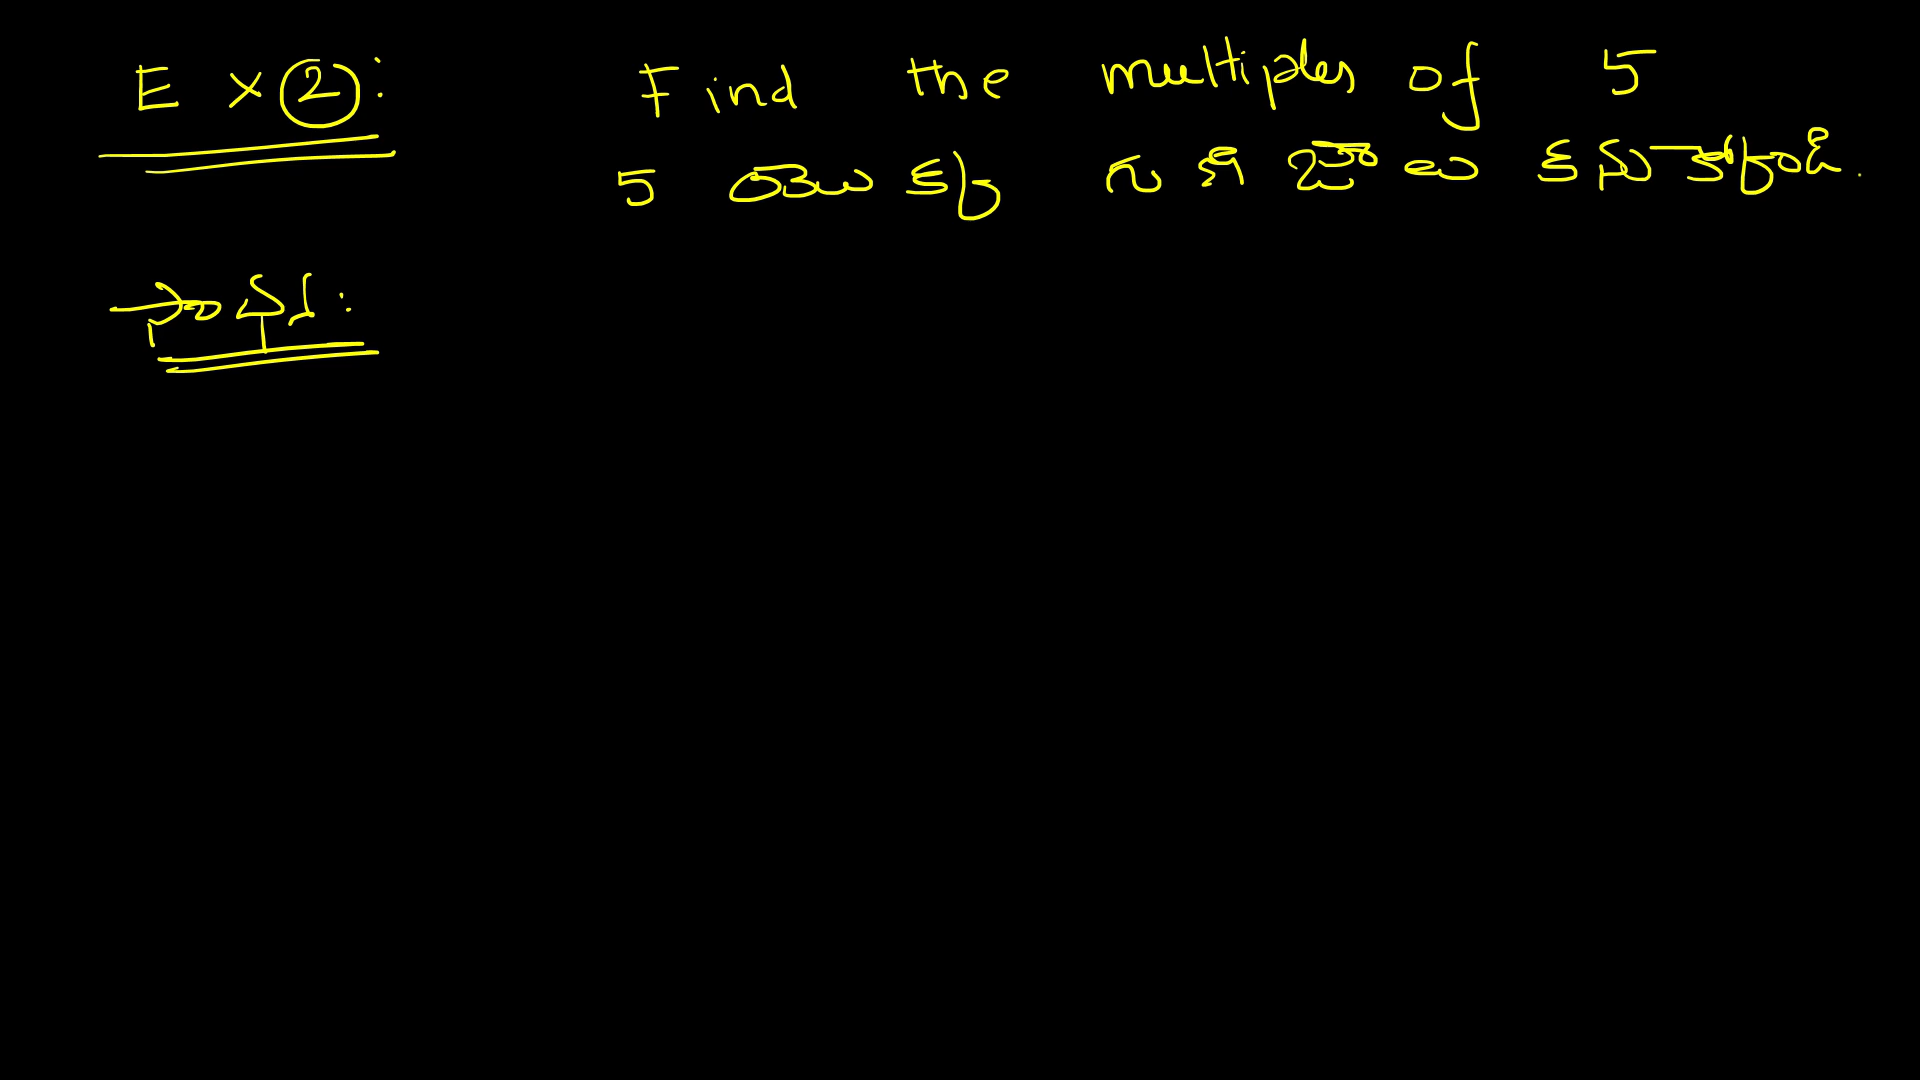 Ex ②: Find the multiples of 5
5 యొక్క గుణిజాలు కనుక్కోండి.
→ సాధన: